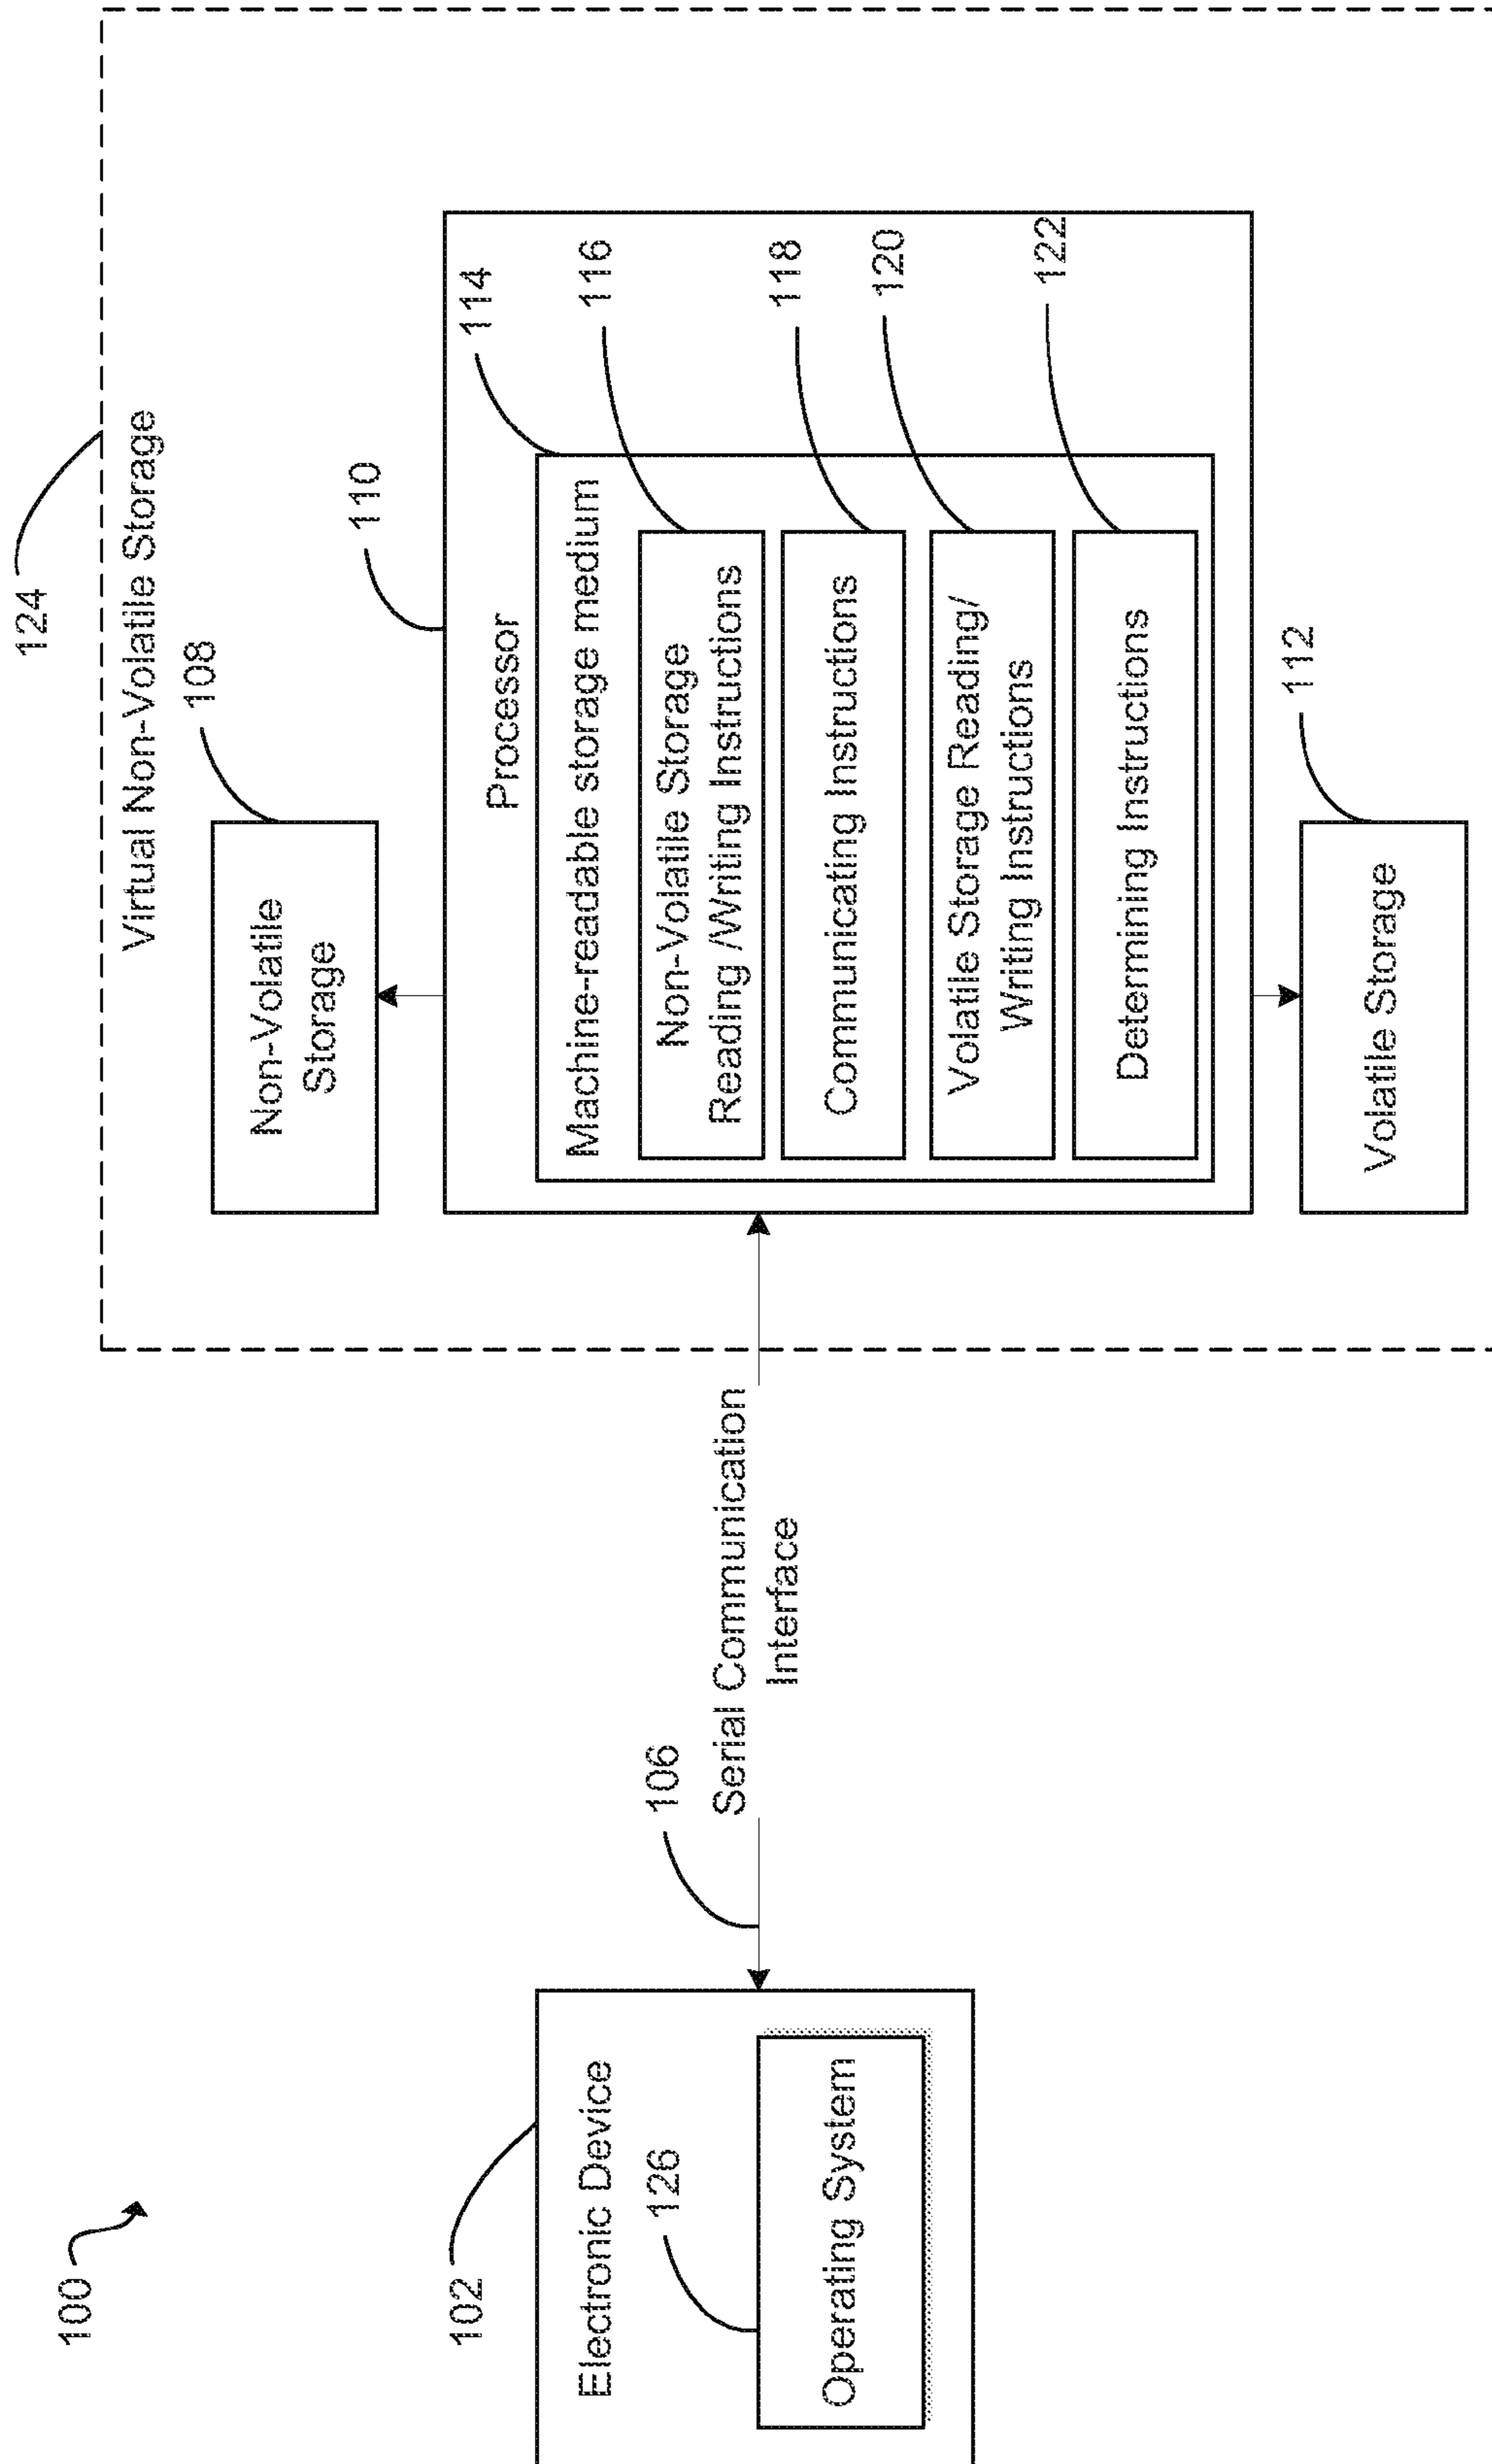 100
102
Electronic Device
126
Operating System
106
Serial Communication
Interface
124
Virtual Non-Volatile Storage
108
Non-Volatile
Storage
110
Processor
114
Machine-readable storage medium
116
Non-Volatile Storage
Reading /Writing Instructions
118
Communicating Instructions
120
Volatile Storage Reading/
Writing Instructions
122
Determining Instructions
112
Volatile Storage